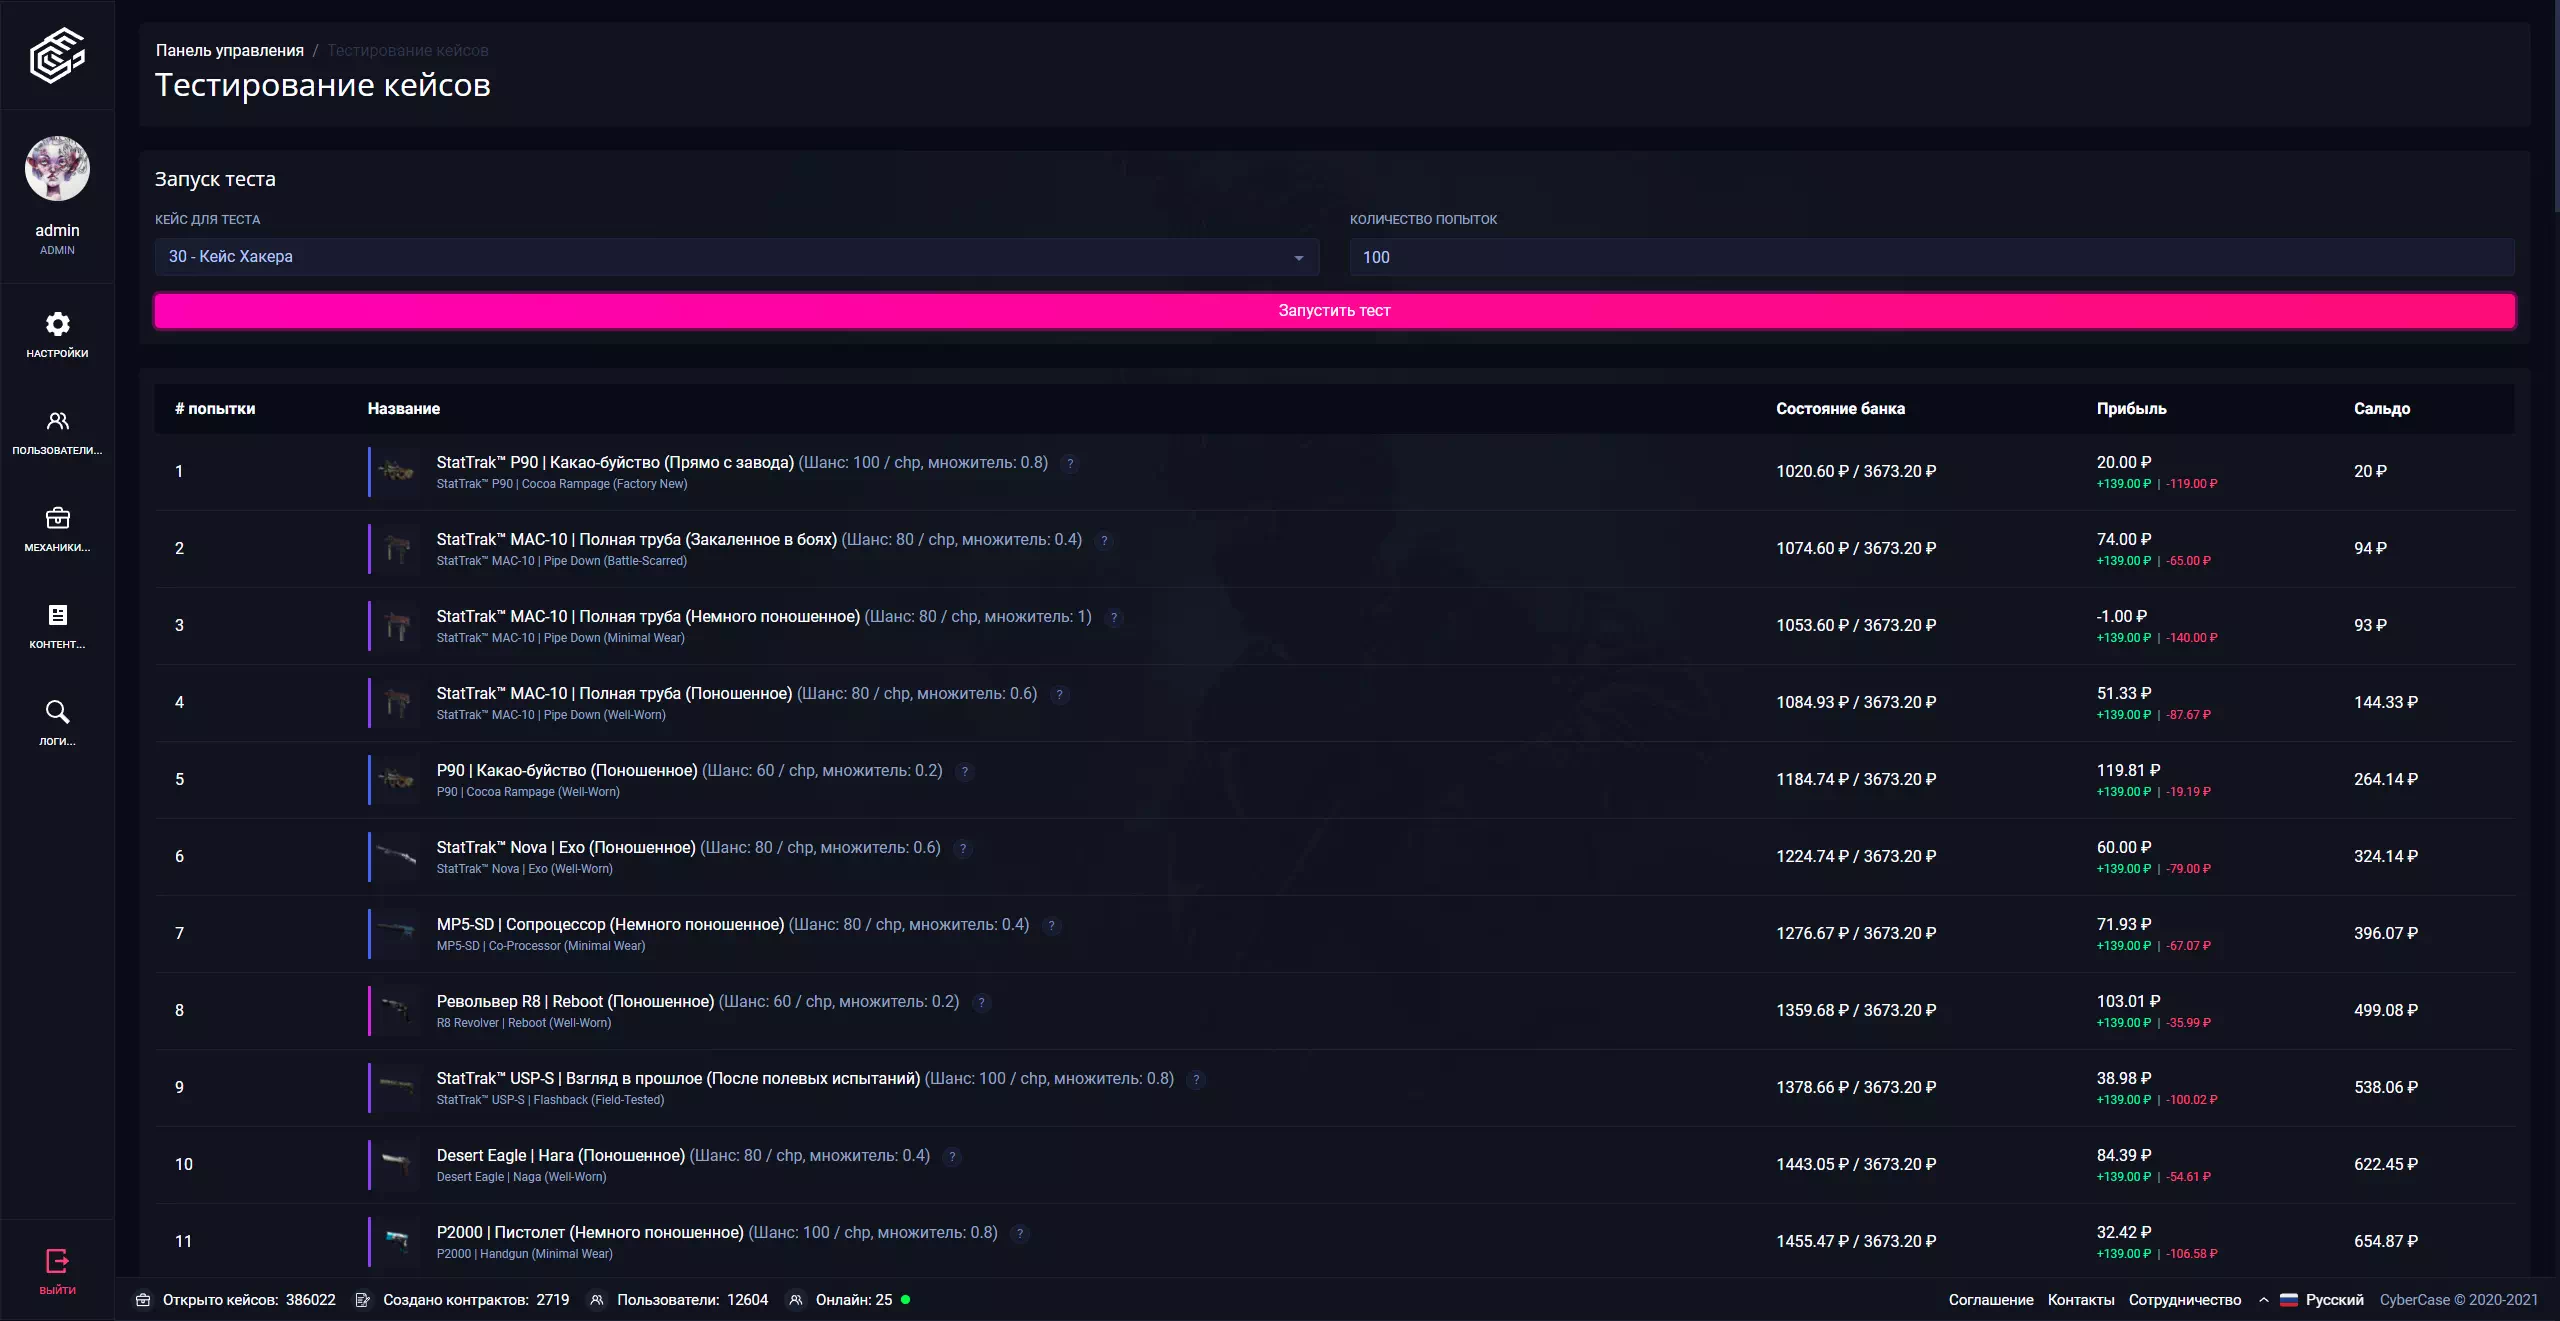 Панель управления / Тестирование кейсов
Тестирование кейсов
admin
ADMIN
НАСТРОЙКИ
ПОЛЬЗОВАТЕЛИ...
МЕХАНИКИ...
КОНТЕНТ...
ЛОГИ...
ВЫЙТИ
Запуск теста
КЕЙС ДЛЯ ТЕСТА
КОЛИЧЕСТВО ПОПЫТОК
30 - Кейс Хакера
100
Запустить тест
# попытки Название Состояние банка Прибыль Сальдо
1 StatTrak™ P90 | Какао-буйство (Прямо с завода) (Шанс: 100 / chp, множитель: 0.8) ? 1020.60 ₽ / 3673.20 ₽ 20.00 ₽ 20 ₽
StatTrak™ P90 | Cocoa Rampage (Factory New) +139.00 ₽ | -119.00 ₽
2 StatTrak™ MAC-10 | Полная труба (Закаленное в боях) (Шанс: 80 / chp, множитель: 0.4) ? 1074.60 ₽ / 3673.20 ₽ 74.00 ₽ 94 ₽
StatTrak™ MAC-10 | Pipe Down (Battle-Scarred) +139.00 ₽ | -65.00 ₽
3 StatTrak™ MAC-10 | Полная труба (Немного поношенное) (Шанс: 80 / chp, множитель: 1) ? 1053.60 ₽ / 3673.20 ₽ -1.00 ₽ 93 ₽
StatTrak™ MAC-10 | Pipe Down (Minimal Wear) +139.00 ₽ | -140.00 ₽
4 StatTrak™ MAC-10 | Полная труба (Поношенное) (Шанс: 80 / chp, множитель: 0.6) ? 1084.93 ₽ / 3673.20 ₽ 51.33 ₽ 144.33 ₽
StatTrak™ MAC-10 | Pipe Down (Well-Worn) +139.00 ₽ | -87.67 ₽
5 P90 | Какао-буйство (Поношенное) (Шанс: 60 / chp, множитель: 0.2) ? 1184.74 ₽ / 3673.20 ₽ 119.81 ₽ 264.14 ₽
P90 | Cocoa Rampage (Well-Worn) +139.00 ₽ | -19.19 ₽
6 StatTrak™ Nova | Exo (Поношенное) (Шанс: 80 / chp, множитель: 0.6) ? 1224.74 ₽ / 3673.20 ₽ 60.00 ₽ 324.14 ₽
StatTrak™ Nova | Exo (Well-Worn) +139.00 ₽ | -79.00 ₽
7 MP5-SD | Сопроцессор (Немного поношенное) (Шанс: 80 / chp, множитель: 0.4) ? 1276.67 ₽ / 3673.20 ₽ 71.93 ₽ 396.07 ₽
MP5-SD | Co-Processor (Minimal Wear) +139.00 ₽ | -67.07 ₽
8 Револьвер R8 | Reboot (Поношенное) (Шанс: 60 / chp, множитель: 0.2) ? 1359.68 ₽ / 3673.20 ₽ 103.01 ₽ 499.08 ₽
R8 Revolver | Reboot (Well-Worn) +139.00 ₽ | -35.99 ₽
9 StatTrak™ USP-S | Взгляд в прошлое (После полевых испытаний) (Шанс: 100 / chp, множитель: 0.8) ? 1378.66 ₽ / 3673.20 ₽ 38.98 ₽ 538.06 ₽
StatTrak™ USP-S | Flashback (Field-Tested) +139.00 ₽ | -100.02 ₽
10 Desert Eagle | Нага (Поношенное) (Шанс: 80 / chp, множитель: 0.4) ? 1443.05 ₽ / 3673.20 ₽ 84.39 ₽ 622.45 ₽
Desert Eagle | Naga (Well-Worn) +139.00 ₽ | -54.61 ₽
11 P2000 | Пистолет (Немного поношенное) (Шанс: 100 / chp, множитель: 0.8) ? 1455.47 ₽ / 3673.20 ₽ 32.42 ₽ 654.87 ₽
P2000 | Handgun (Minimal Wear) +139.00 ₽ | -106.58 ₽
Открыто кейсов: 386022 Создано контрактов: 2719 Пользователи: 12604 Онлайн: 25 Соглашение Контакты Сотрудничество Русский CyberCase © 2020-2021